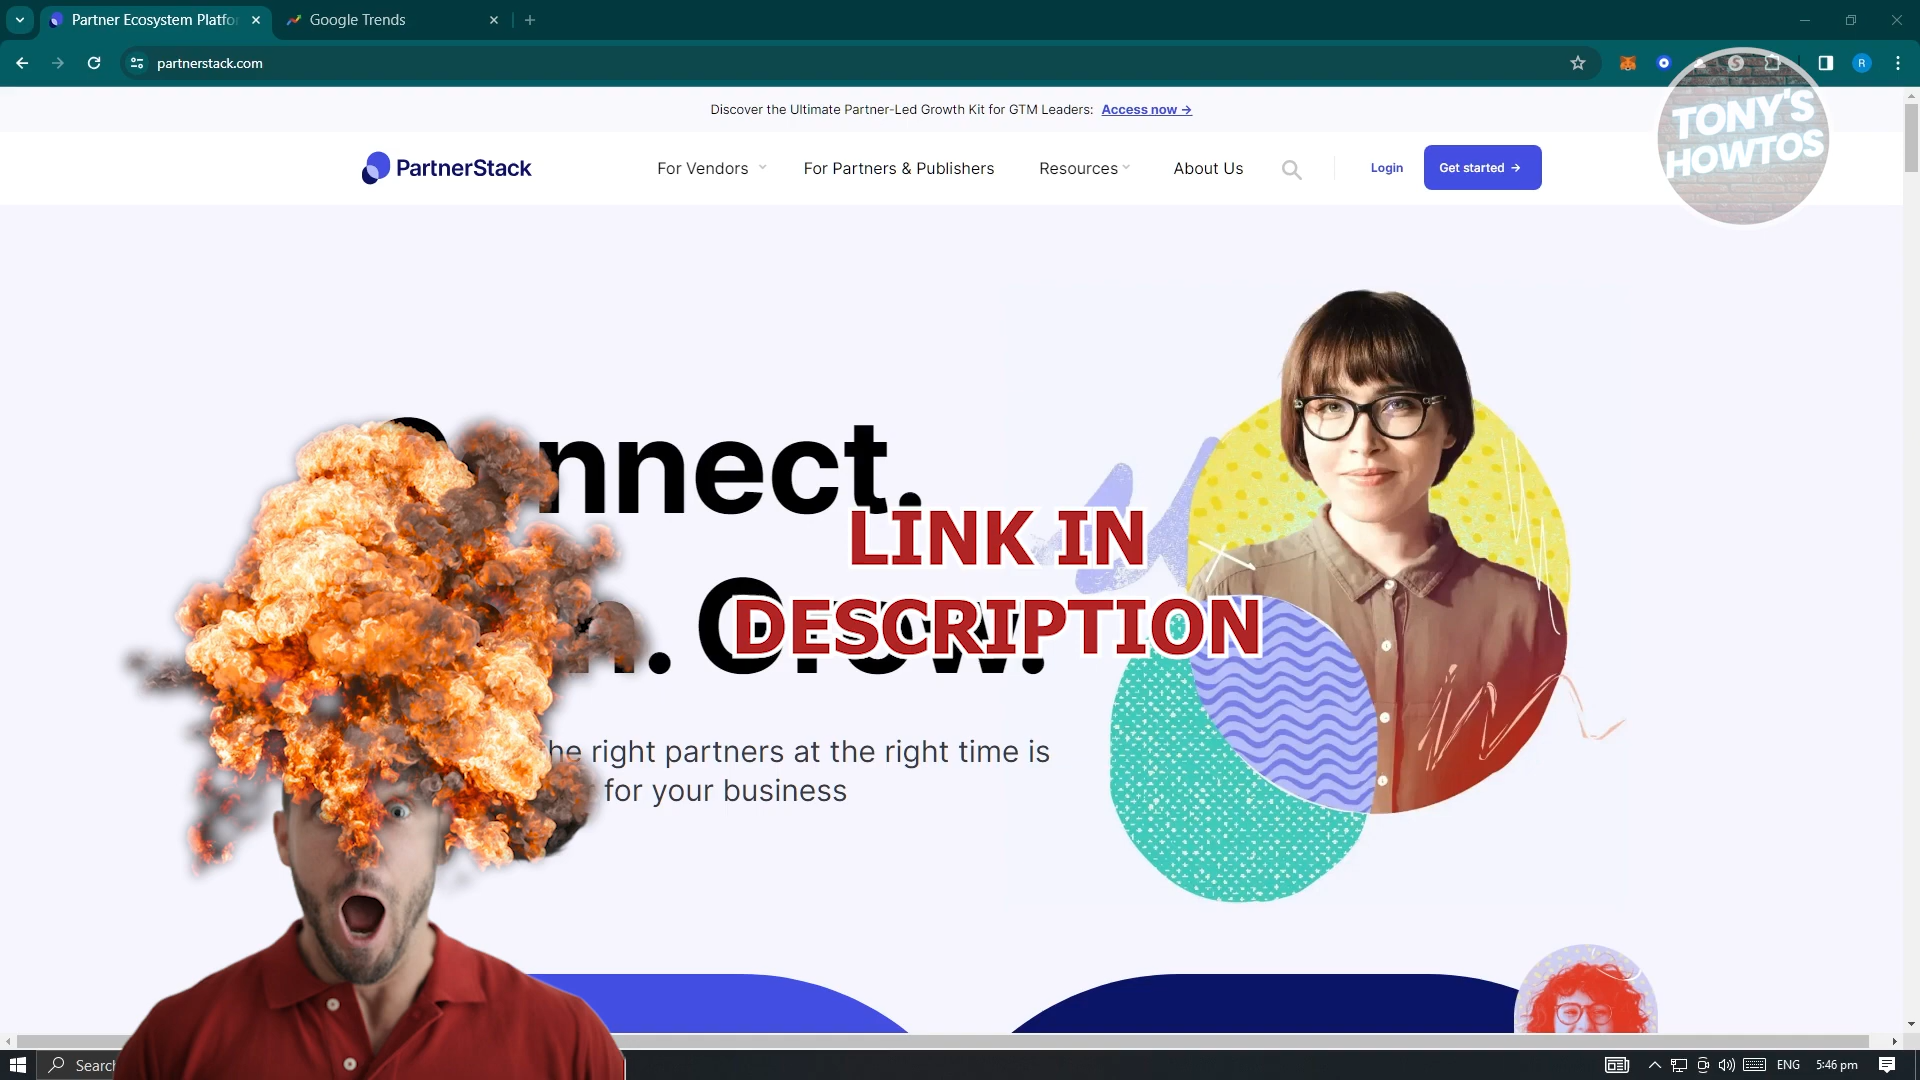 Partner Ecosystem Platfo
Google Trends
partnerstack.com
R
Discover the Ultimate Partner-Led Growth Kit for GTM Leaders: Access now →
TONY'S
HOWTOS
PartnerStack
For Vendors
For Partners & Publishers
Resources
About Us
Login
Get started →
nnect.
LINK IN
DESCRIPTION
he right partners at the right time is
for your business
Search
ENG
5:46 pm